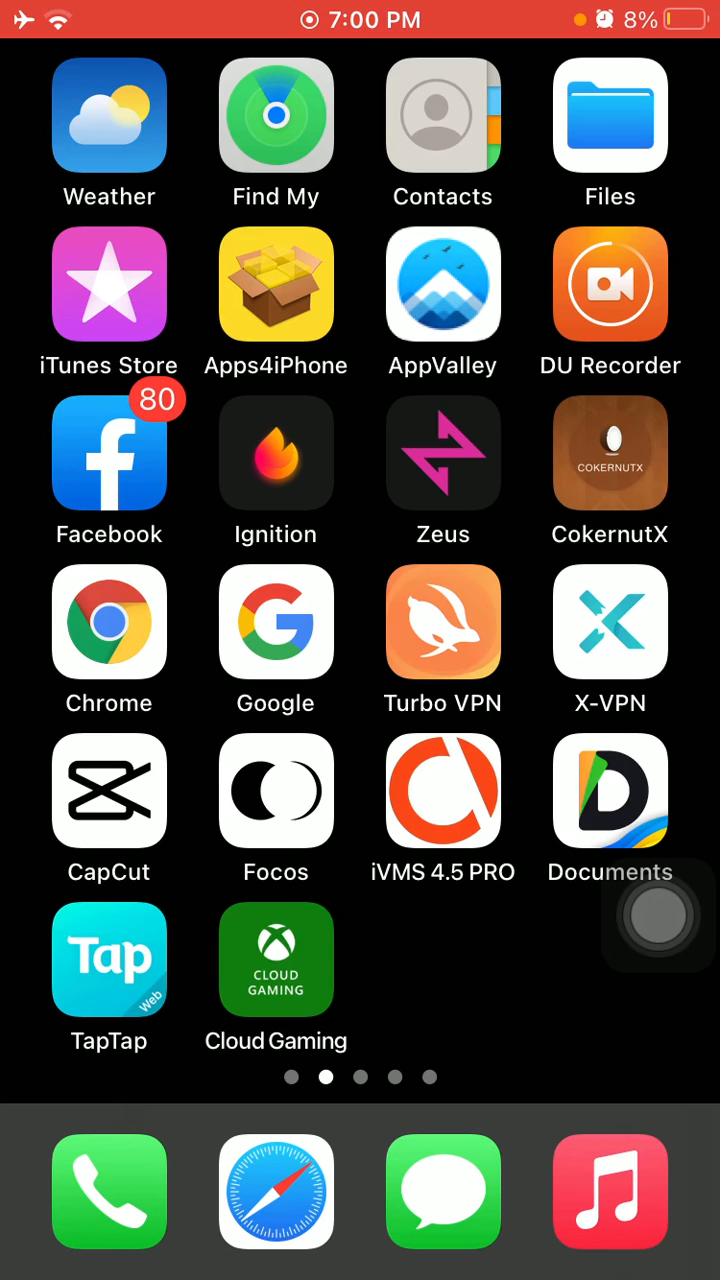 7:00 PM 8%
Weather Find My Contacts Files
iTunes Store Apps4iPhone AppValley DU Recorder
80
COKERNUTX
Facebook Ignition Zeus CokernutX
Chrome Google Turbo VPN X-VPN
CapCut Focos iVMS 4.5 PRO Documents
Tap
Web
CLOUD
GAMING
TapTap Cloud Gaming